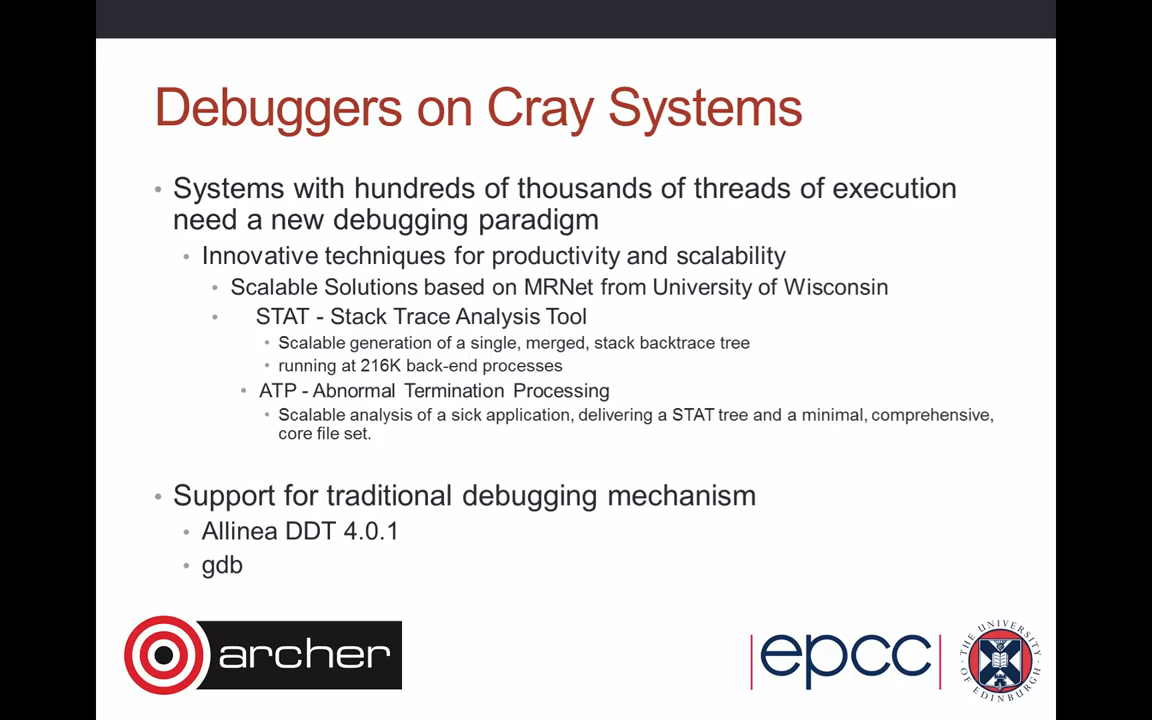 Debuggers on Cray Systems
• Systems with hundreds of thousands of threads of execution
need a new debugging paradigm
• Innovative techniques for productivity and scalability
• Scalable Solutions based on MRNet from University of Wisconsin
• STAT - Stack Trace Analysis Tool
• Scalable generation of a single, merged, stack backtrace tree
• running at 216K back-end processes
• ATP - Abnormal Termination Processing
• Scalable analysis of a sick application, delivering a STAT tree and a minimal, comprehensive,
core file set.
• Support for traditional debugging mechanism
• Allinea DDT 4.0.1
• gdb
archer
epcc
THE UNIVERSITY
OF EDINBURGH